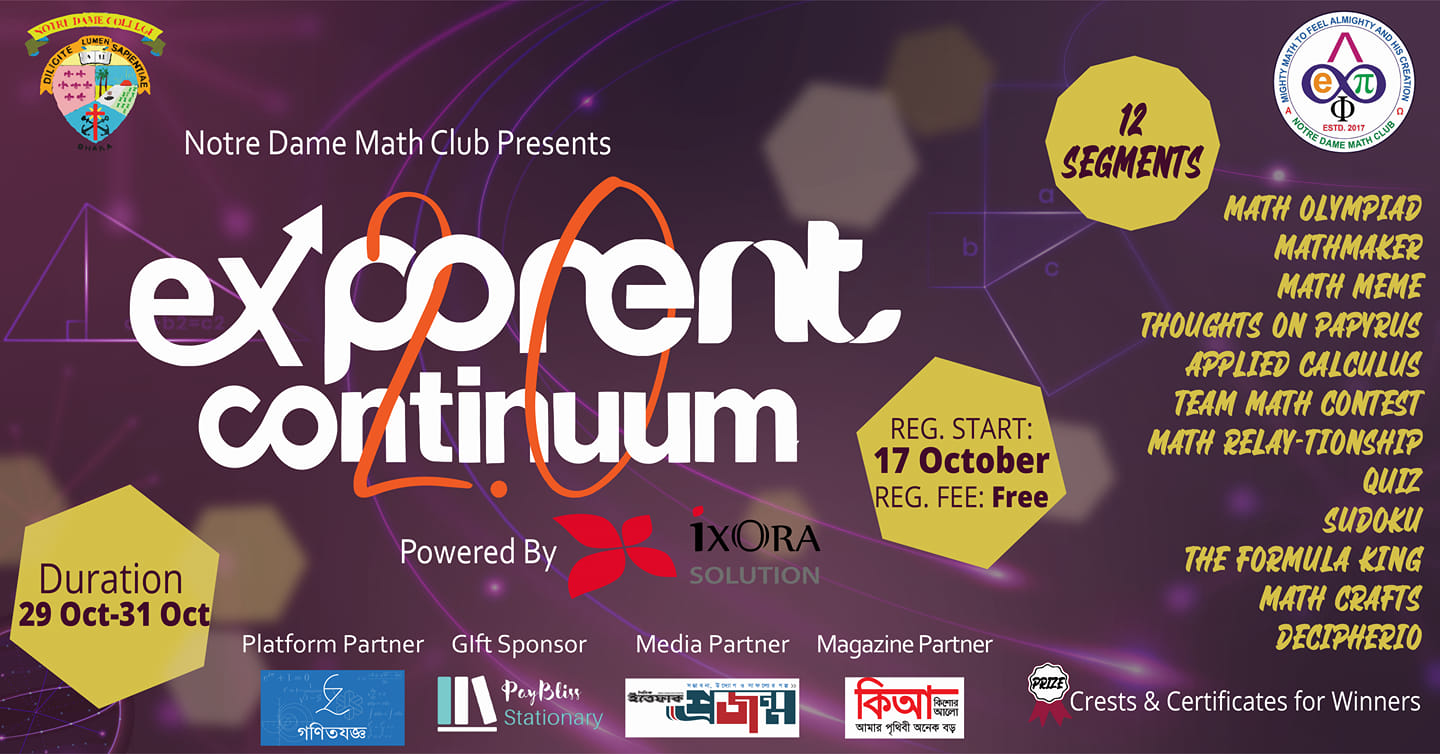 NOTRE DAME COLLEGE
DILIGITE LUMEN SAPIENTIAE
DHAKA
MIGHTY MATH TO FEEL ALMIGHTY AND HIS CREATION
e π
Φ
Α Ω
ESTD. 2017
NOTRE DAME MATH CLUB
Notre Dame Math Club Presents
exponent
continuum
2.0
12
SEGMENTS
MATH OLYMPIAD
MATHMAKER
MATH MEME
THOUGHTS ON PAPYRUS
APPLIED CALCULUS
TEAM MATH CONTEST
MATH RELAY-TIONSHIP
QUIZ
SUDOKU
THE FORMULA KING
MATH CRAFTS
DECIPHERIO
a
b
c
REG. START:
17 October
REG. FEE: Free
Powered By
ixORA
SOLUTION
Duration
29 Oct-31 Oct
Platform Partner
গণিতযজ্ঞ
GIft Sponsor
PayBliss
Stationary
Media Partner
ইত্তেফাক
প্রজন্ম
Magazine Partner
কিআ
কিশোর
আলো
আমার পৃথিবী অনেক বড়
PRIZE
Crests & Certificates for Winners